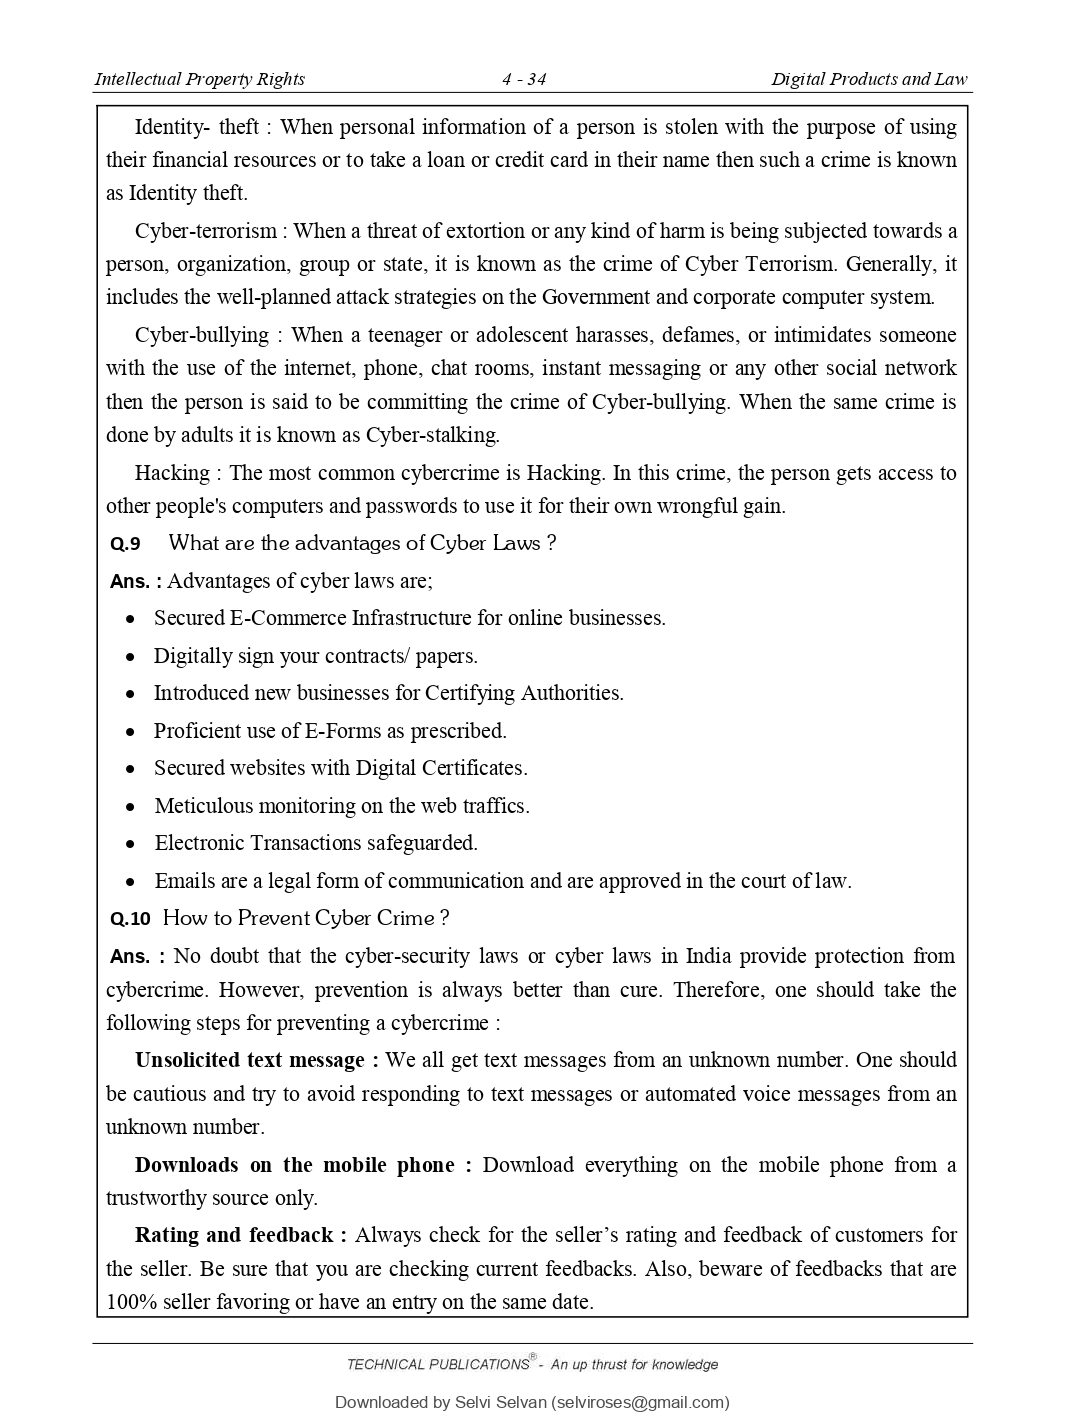 Intellectual Property Rights 4 - 34 Digital Products and Law
Identity- theft : When personal information of a person is stolen with the purpose of using
their financial resources or to take a loan or credit card in their name then such a crime is known
as Identity theft.
Cyber-terrorism : When a threat of extortion or any kind of harm is being subjected towards a
person, organization, group or state, it is known as the crime of Cyber Terrorism. Generally, it
includes the well-planned attack strategies on the Government and corporate computer system.
Cyber-bullying : When a teenager or adolescent harasses, defames, or intimidates someone
with the use of the internet, phone, chat rooms, instant messaging or any other social network
then the person is said to be committing the crime of Cyber-bullying. When the same crime is
done by adults it is known as Cyber-stalking.
Hacking : The most common cybercrime is Hacking. In this crime, the person gets access to
other people's computers and passwords to use it for their own wrongful gain.
Q.9 What are the advantages of Cyber Laws ?
Ans. : Advantages of cyber laws are;
• Secured E-Commerce Infrastructure for online businesses.
• Digitally sign your contracts/ papers.
• Introduced new businesses for Certifying Authorities.
• Proficient use of E-Forms as prescribed.
• Secured websites with Digital Certificates.
• Meticulous monitoring on the web traffics.
• Electronic Transactions safeguarded.
• Emails are a legal form of communication and are approved in the court of law.
Q.10 How to Prevent Cyber Crime ?
Ans. : No doubt that the cyber-security laws or cyber laws in India provide protection from
cybercrime. However, prevention is always better than cure. Therefore, one should take the
following steps for preventing a cybercrime :
Unsolicited text message : We all get text messages from an unknown number. One should
be cautious and try to avoid responding to text messages or automated voice messages from an
unknown number.
Downloads on the mobile phone : Download everything on the mobile phone from a
trustworthy source only.
Rating and feedback : Always check for the seller’s rating and feedback of customers for
the seller. Be sure that you are checking current feedbacks. Also, beware of feedbacks that are
100% seller favoring or have an entry on the same date.
TECHNICAL PUBLICATIONS® - An up thrust for knowledge
Downloaded by Selvi Selvan (selviroses@gmail.com)